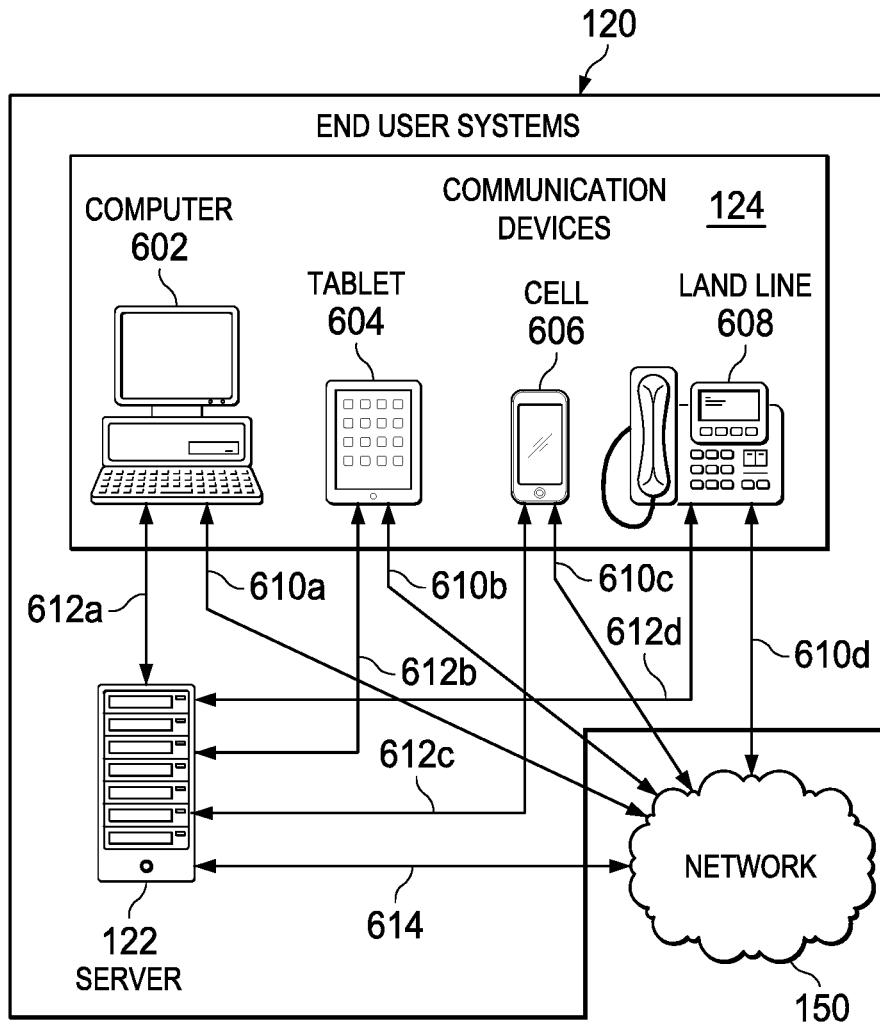 120
END USER SYSTEMS
COMMUNICATION
DEVICES
124
COMPUTER
602
TABLET
604
CELL
606
LAND LINE
608
612a
610a
610b
610c
612d
610d
612b
612c
614
NETWORK
122
SERVER
150